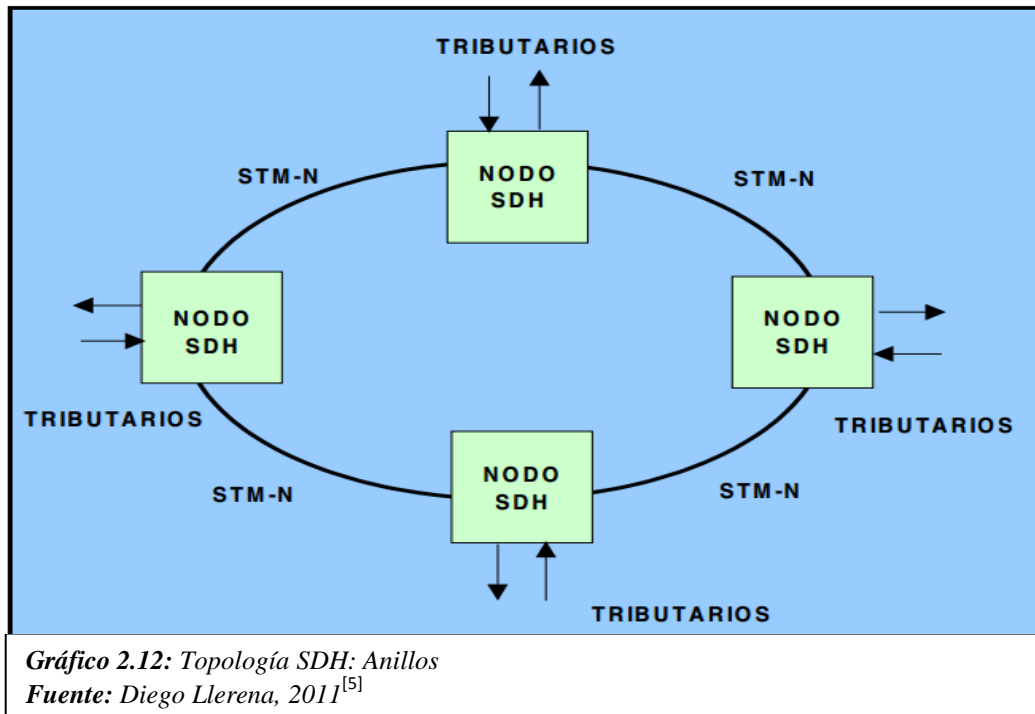 TRIBUTARIOS
NODO
SDH
STM-N
STM-N
NODO
SDH
NODO
SDH
TRIBUTARIOS
TRIBUTARIOS
NODO
SDH
STM-N
STM-N
TRIBUTARIOS
Gráfico 2.12: Topología SDH: Anillos
Fuente: Diego Llerena, 2011[5]